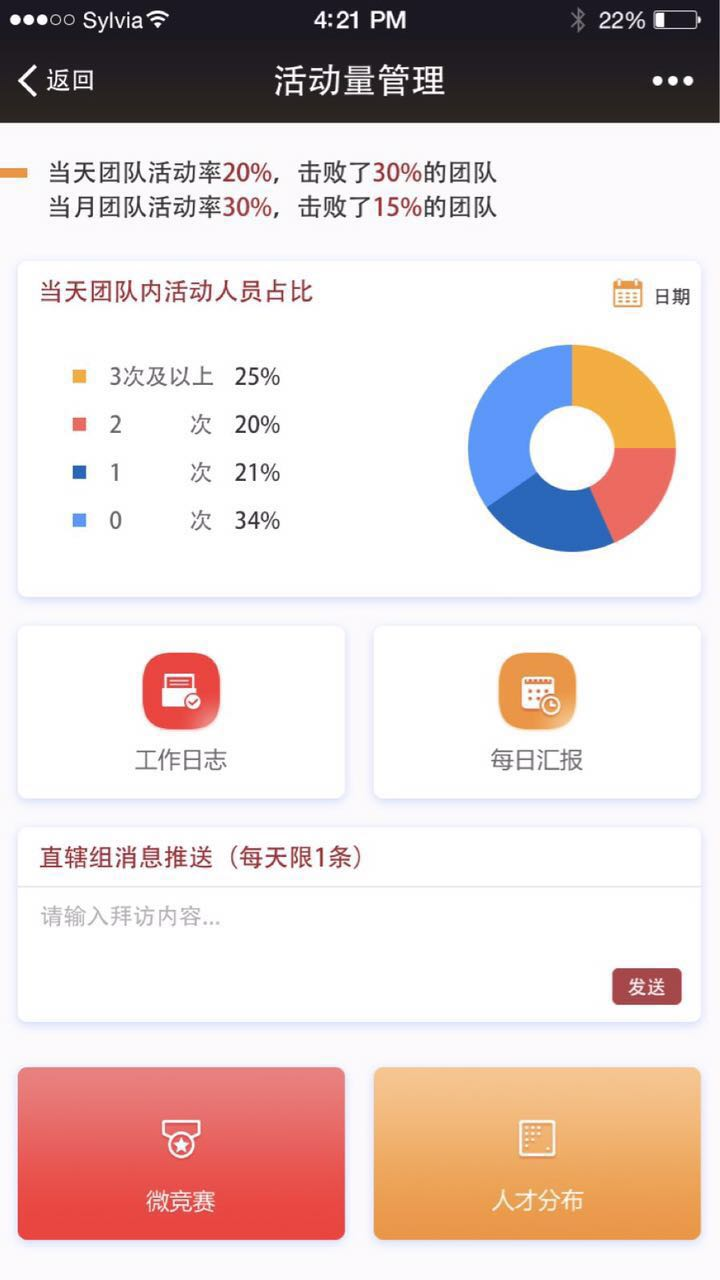 Sylvia 4:21 PM 22%
返回 活动量管理
当天团队活动率20%，击败了30%的团队
当月团队活动率30%，击败了15%的团队
当天团队内活动人员占比 日期
3次及以上 25%
2 次 20%
1 次 21%
0 次 34%
工作日志 每日汇报
直辖组消息推送（每天限1条）
请输入拜访内容...
发送
微竞赛 人才分布